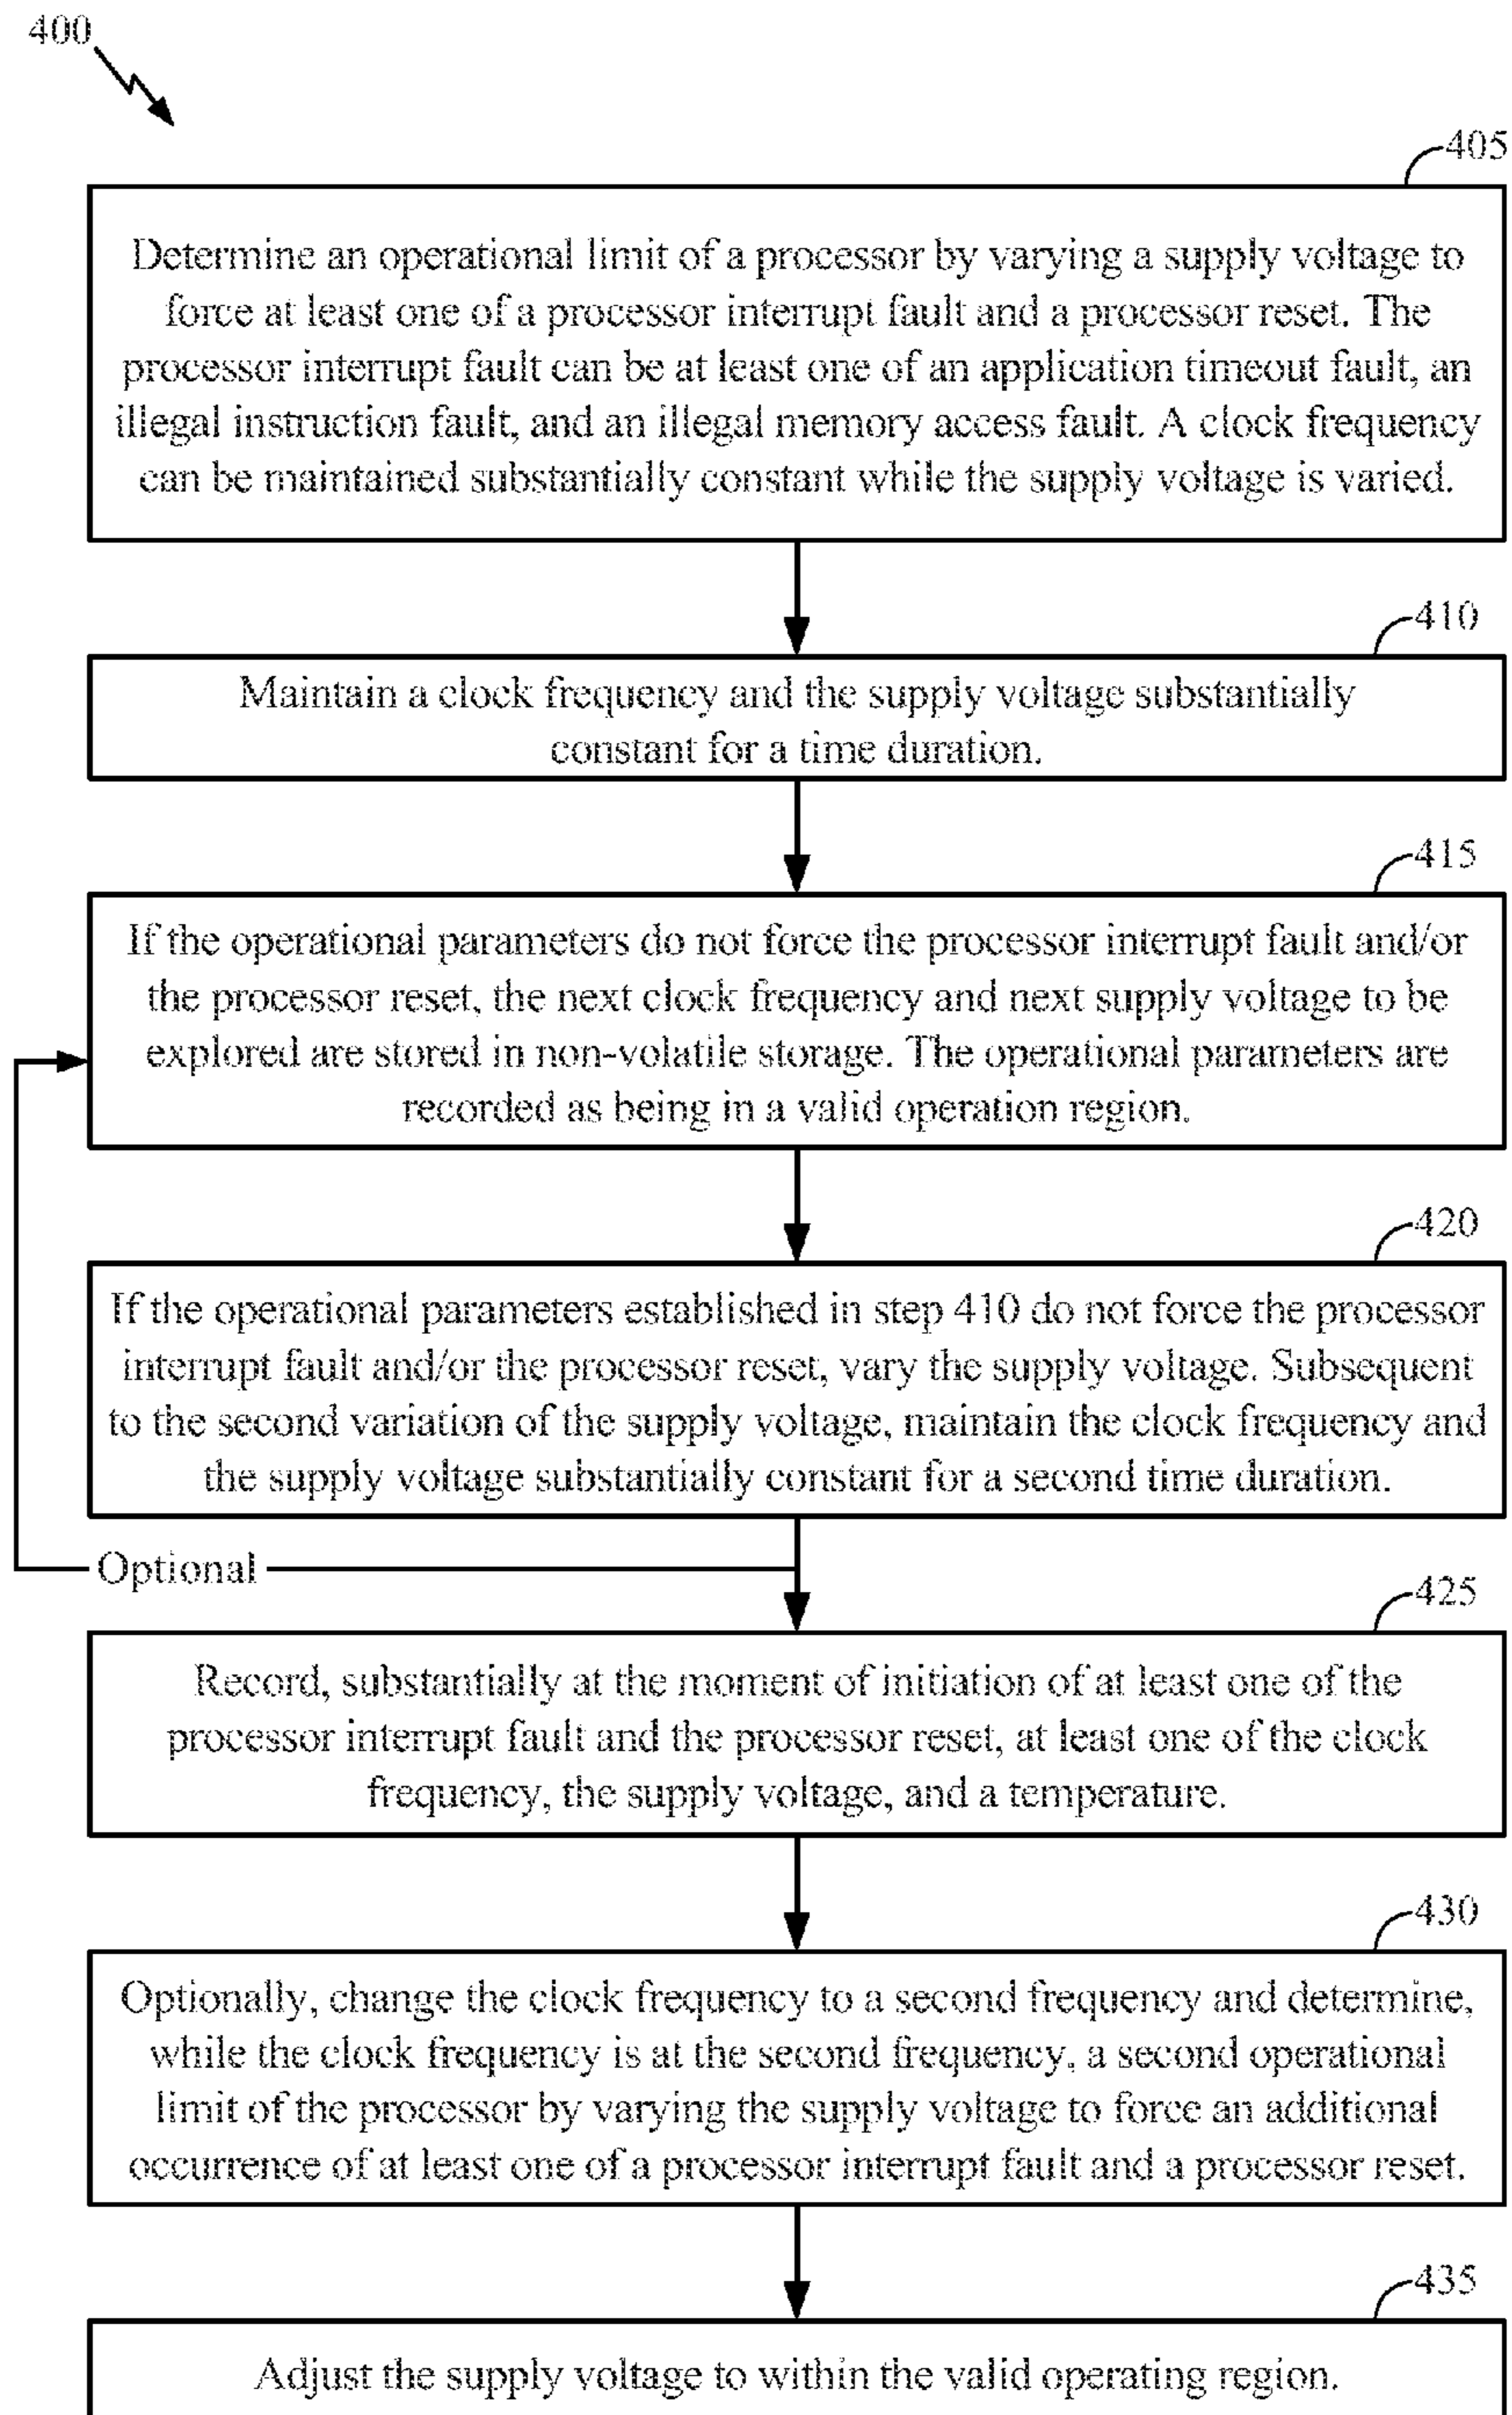 400
405
Determine an operational limit of a processor by varying a supply voltage to
force at least one of a processor interrupt fault and a processor reset. The
processor interrupt fault can be at least one of an application timeout fault, an
illegal instruction fault, and an illegal memory access fault. A clock frequency
can be maintained substantially constant while the supply voltage is varied.
410
Maintain a clock frequency and the supply voltage substantially
constant for a time duration.
415
If the operational parameters do not force the processor interrupt fault and/or
the processor reset, the next clock frequency and next supply voltage to be
explored are stored in non-volatile storage. The operational parameters are
recorded as being in a valid operation region.
420
If the operational parameters established in step 410 do not force the processor
interrupt fault and/or the processor reset, vary the supply voltage. Subsequent
to the second variation of the supply voltage, maintain the clock frequency and
the supply voltage substantially constant for a second time duration.
Optional
425
Record, substantially at the moment of initiation of at least one of the
processor interrupt fault and the processor reset, at least one of the clock
frequency, the supply voltage, and a temperature.
430
Optionally, change the clock frequency to a second frequency and determine,
while the clock frequency is at the second frequency, a second operational
limit of the processor by varying the supply voltage to force an additional
occurrence of at least one of a processor interrupt fault and a processor reset.
435
Adjust the supply voltage to within the valid operating region.